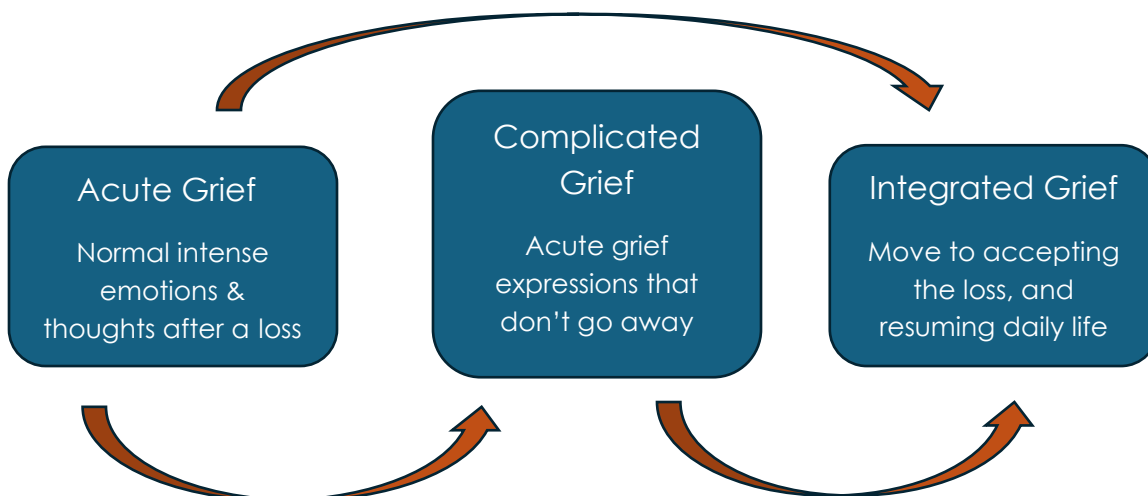 Acute Grief
Normal intense
emotions &
thoughts after a loss
Complicated
Grief
Acute grief
expressions that
don't go away
Integrated Grief
Move to accepting
the loss, and
resuming daily life